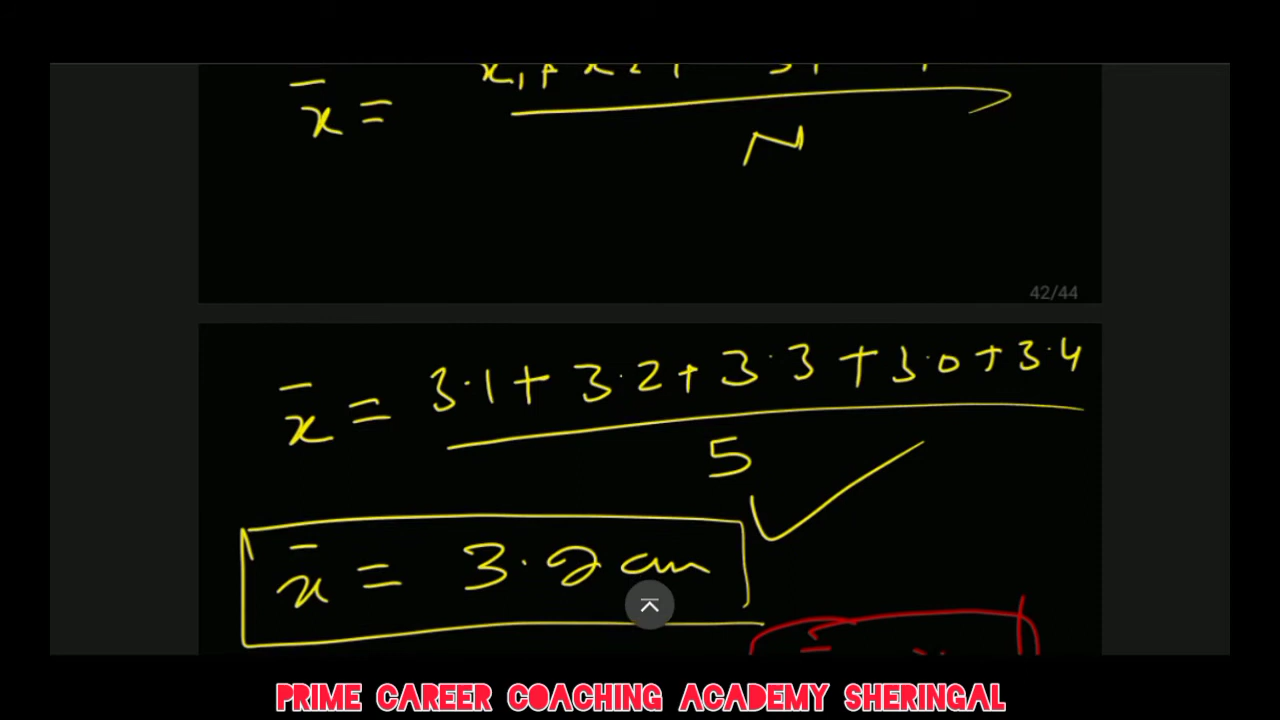 x̄ =
N
42/44
x̄ = 3.1 + 3.2 + 3.3 + 3.0 + 3.4
5
x̄ = 3.2 cm
PRIME CAREER COACHING ACADEMY SHERINGAL